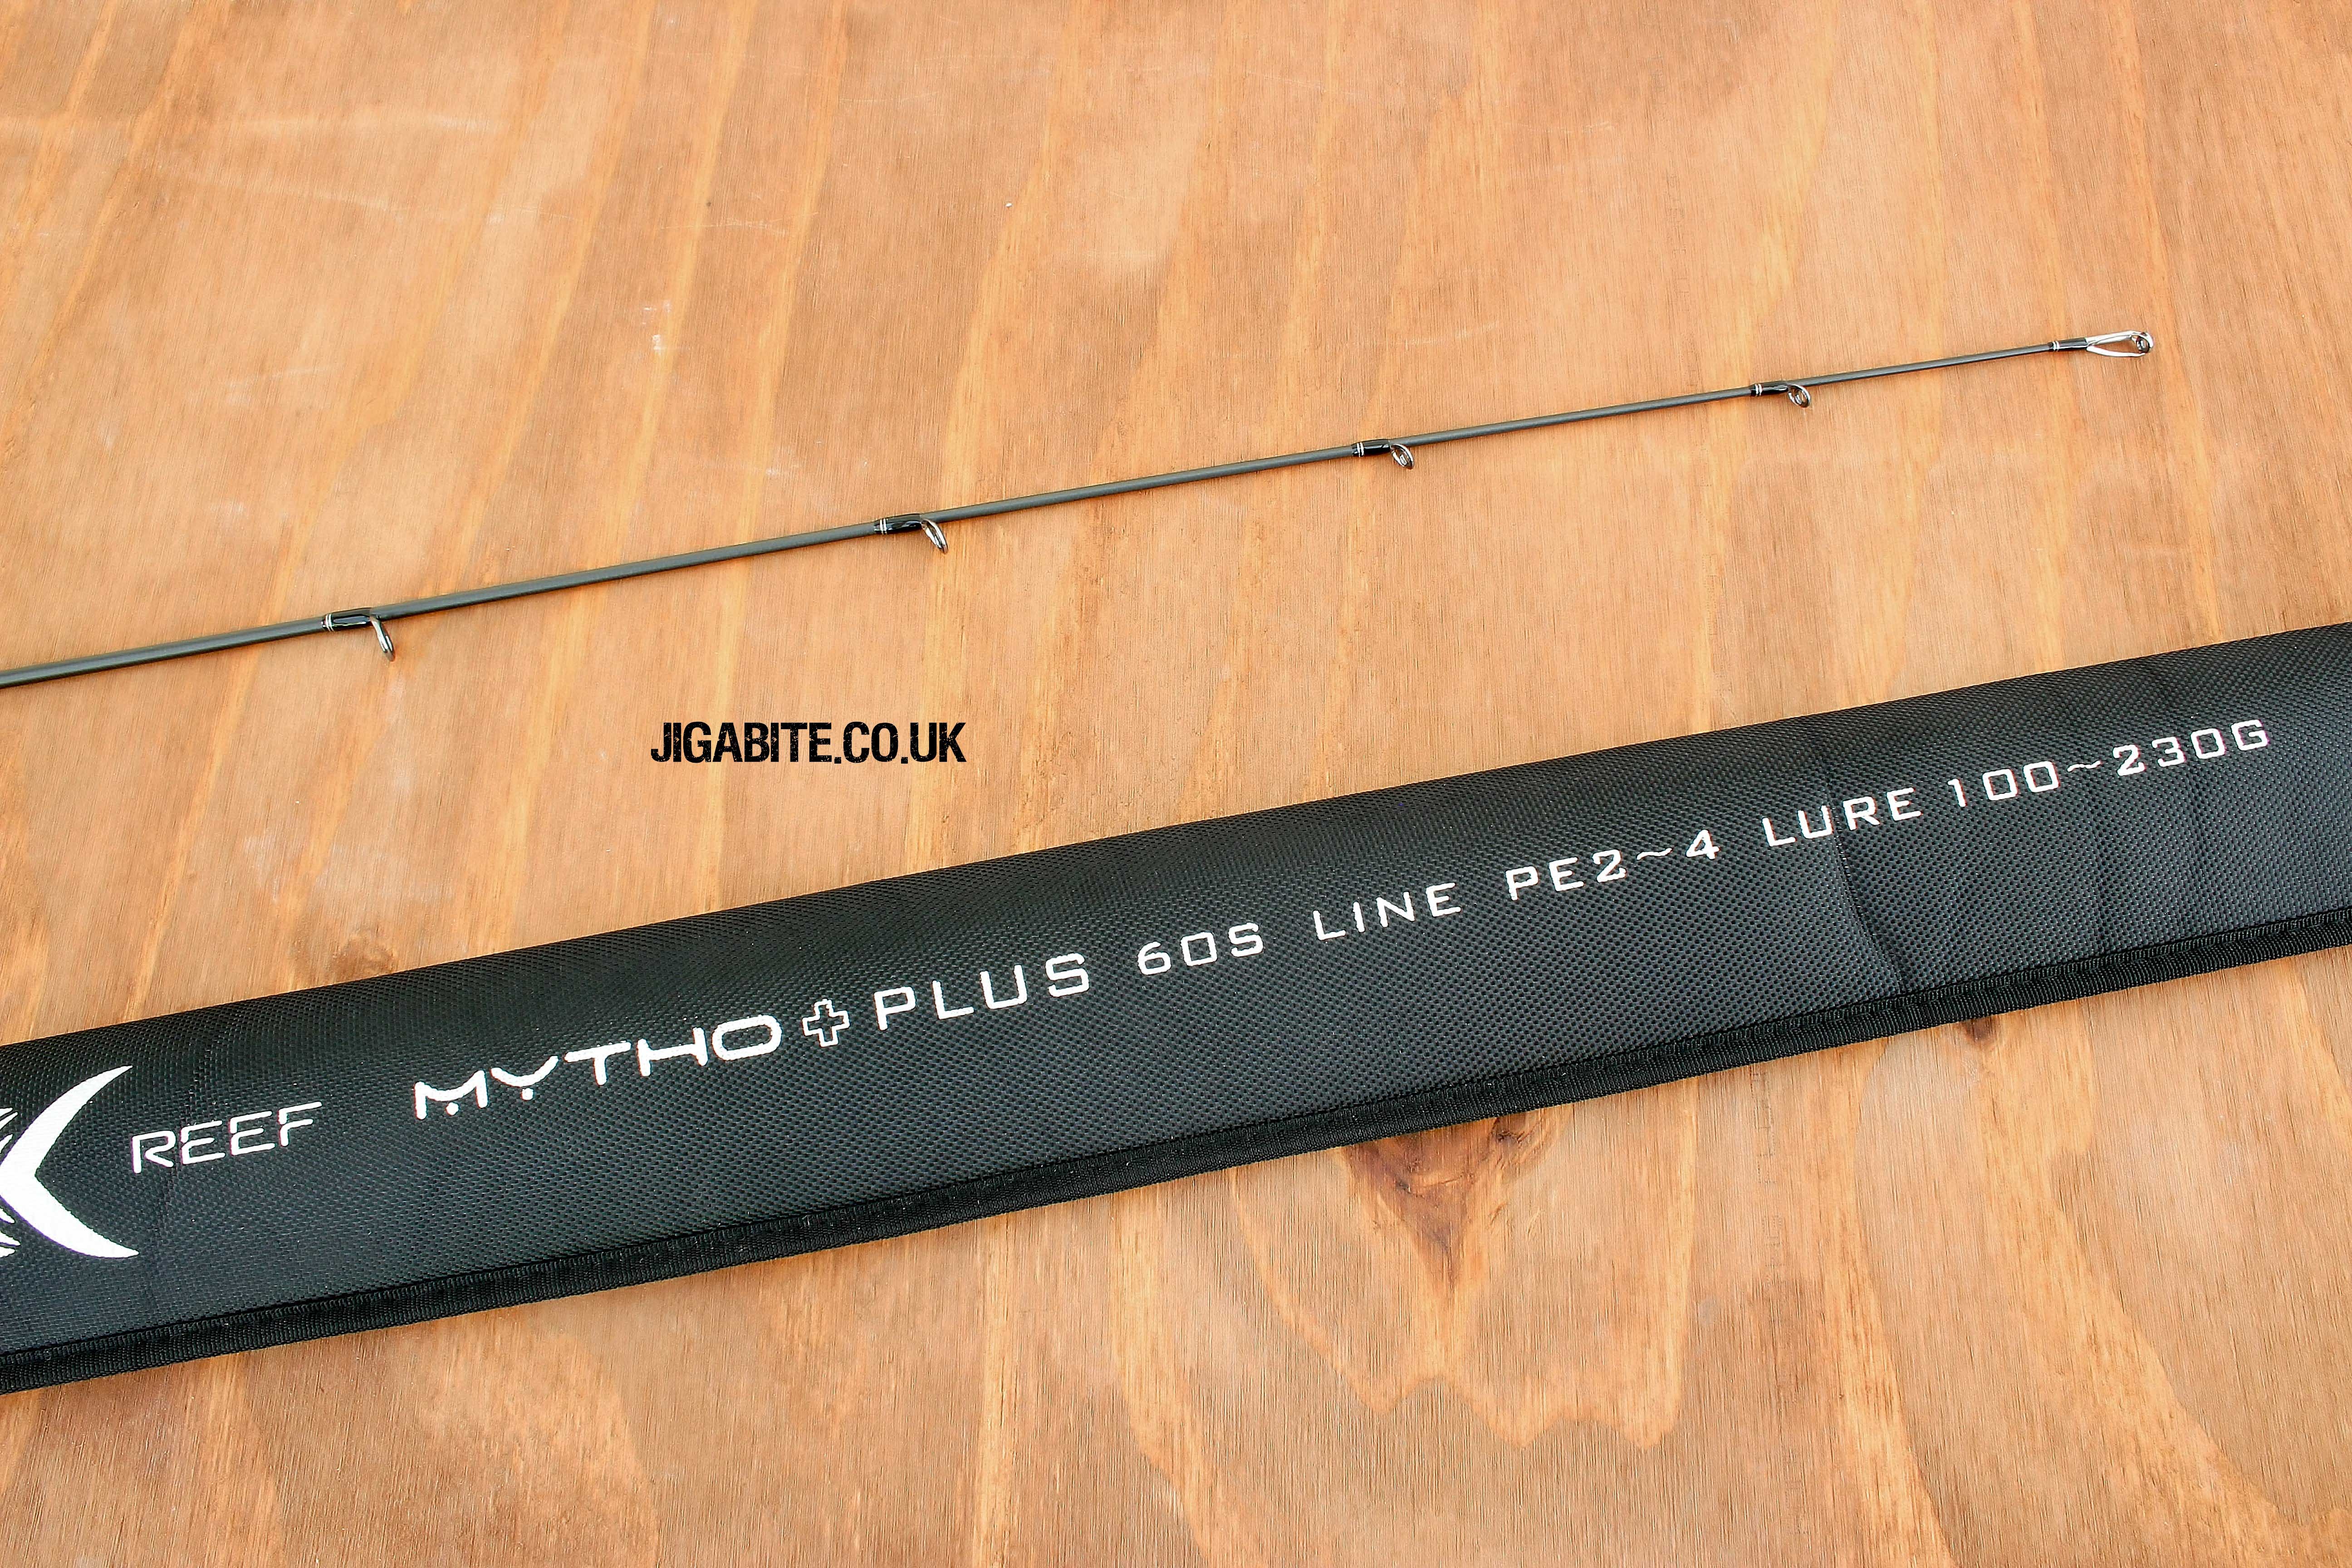 JIGABITE.CO.UK
REEF MYTHO+PLUS 60S LINE PE2~4 LURE 100~230G